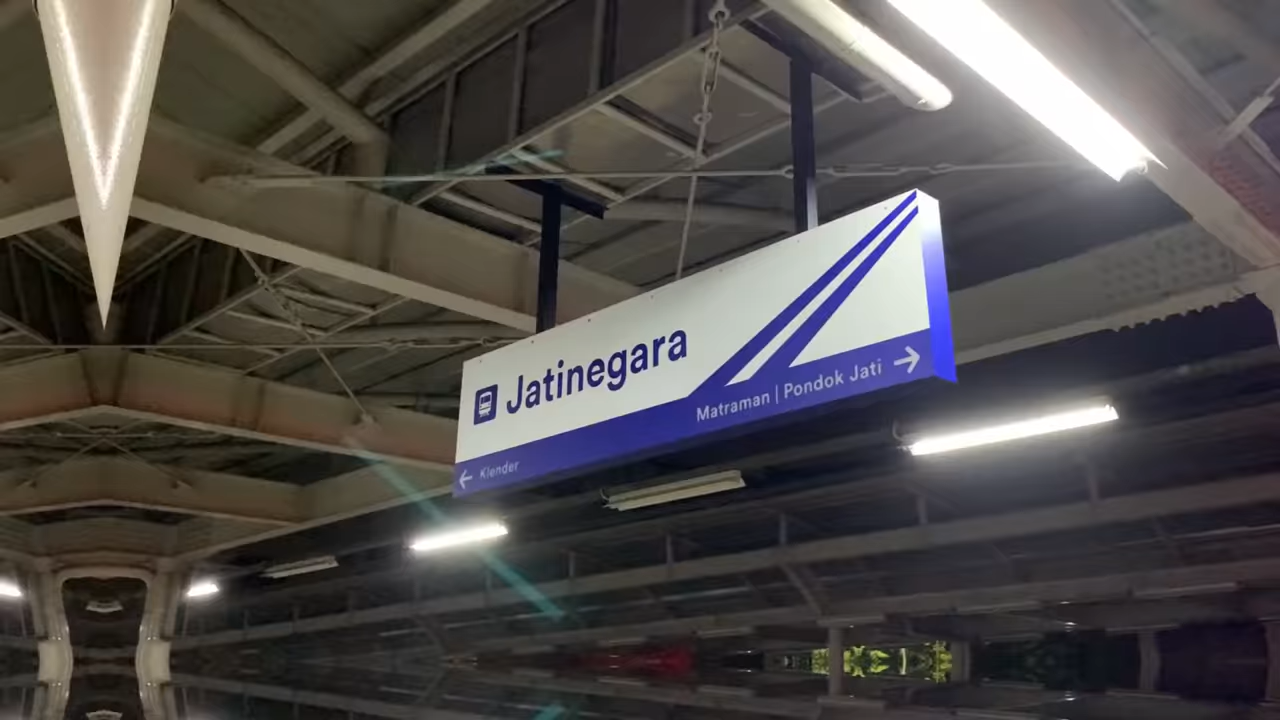 Jatinegara
Matraman | Pondok Jati →
← Klender